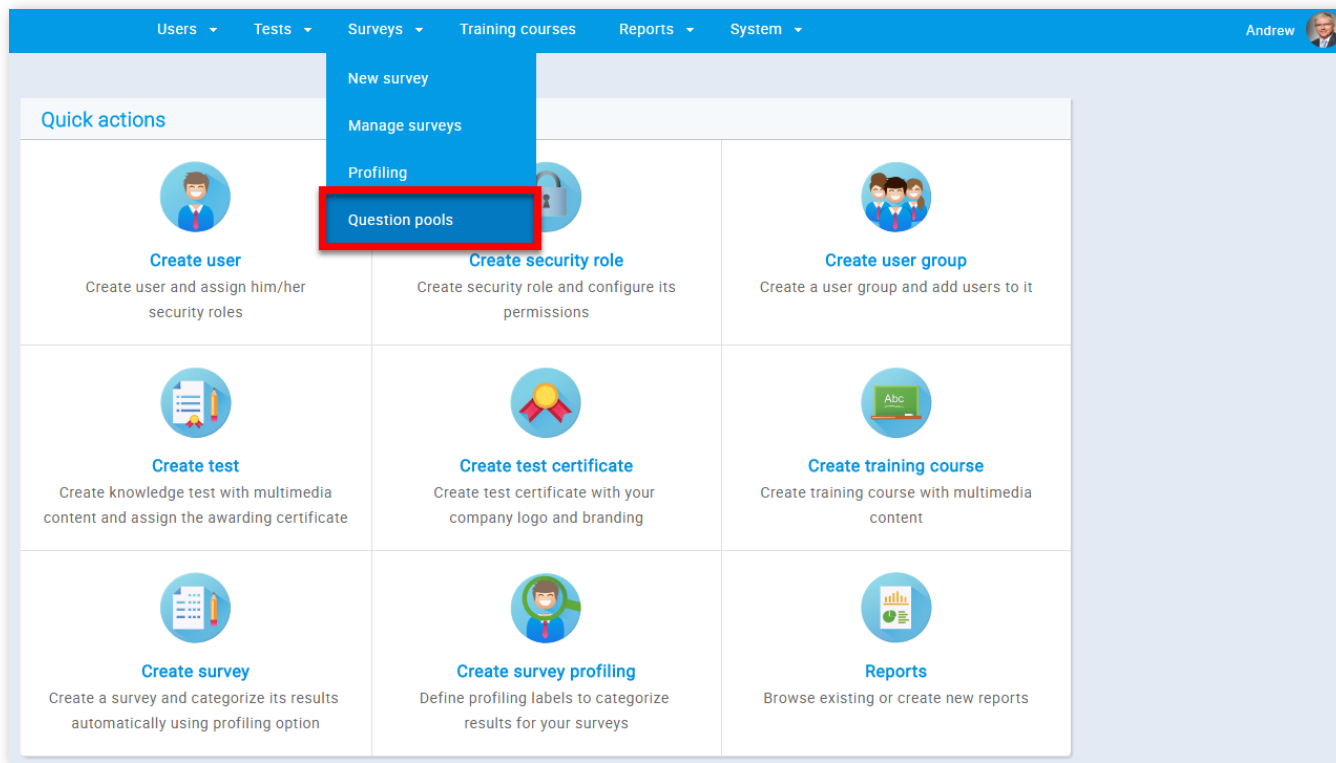 Users Tests Surveys Training courses Reports System Andrew
New survey
Manage surveys
Profiling
Question pools
Quick actions
Create user
Create user and assign him/her
security roles
Create security role
Create security role and configure its
permissions
Create user group
Create a user group and add users to it
Create test
Create knowledge test with multimedia
content and assign the awarding certificate
Create test certificate
Create test certificate with your
company logo and branding
Abc
Create training course
Create training course with multimedia
content
Create survey
Create a survey and categorize its results
automatically using profiling option
Create survey profiling
Define profiling labels to categorize
results for your surveys
Reports
Browse existing or create new reports